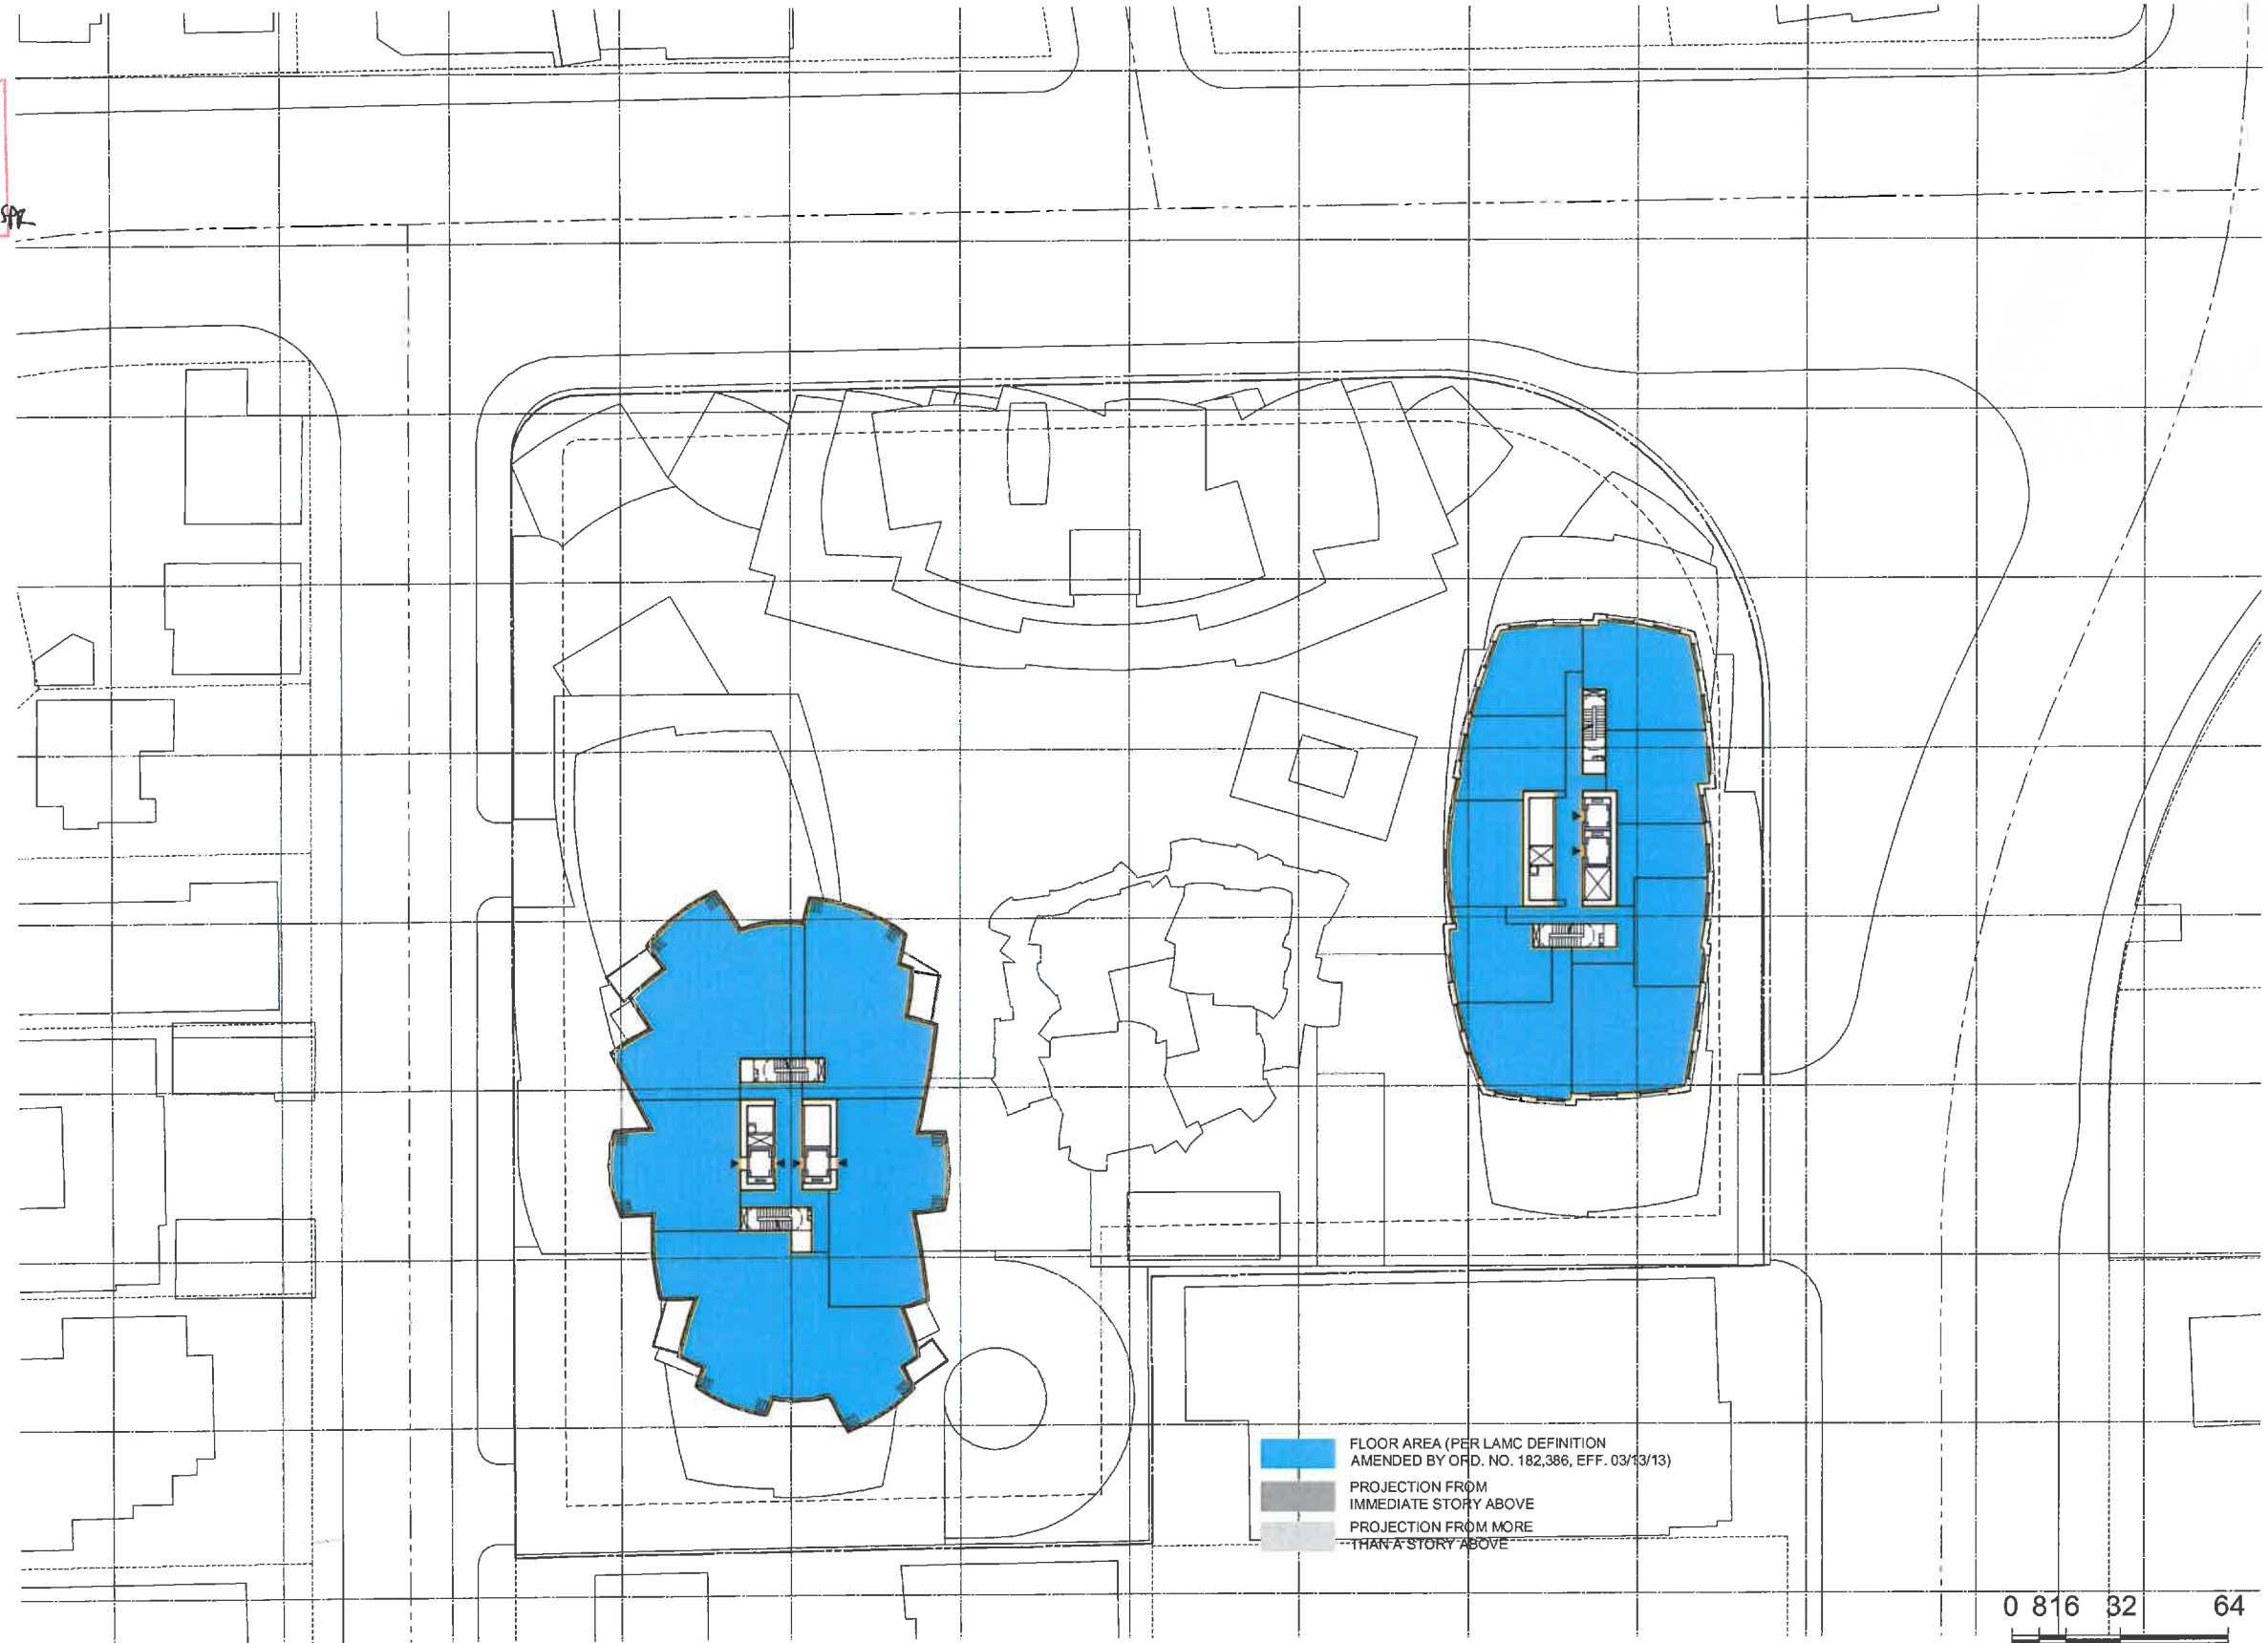 SPR
FLOOR AREA (PER LAMC DEFINITION
AMENDED BY ORD. NO. 182,386, EFF. 03/13/13)
PROJECTION FROM
IMMEDIATE STORY ABOVE
PROJECTION FROM MORE
THAN A STORY ABOVE
0 8 16 32 64